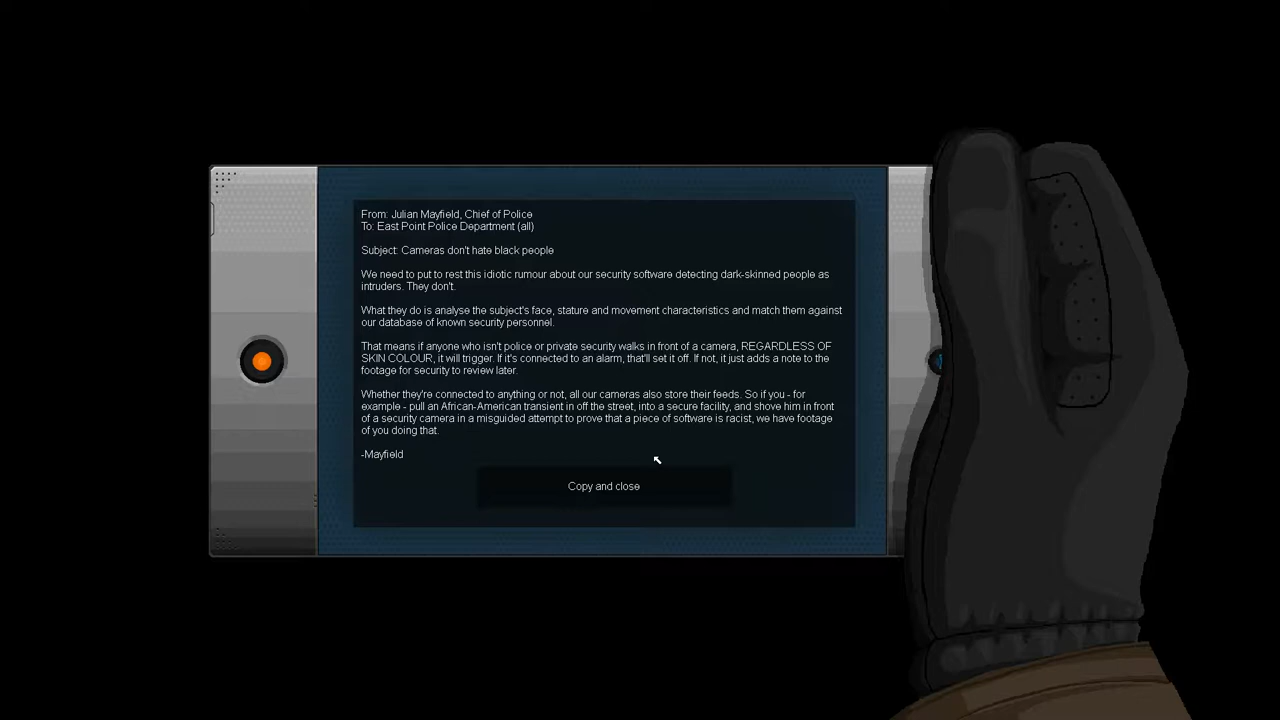 From: Julian Mayfield, Chief of Police
To: East Point Police Department (all)
Subject: Cameras don't hate black people
We need to put to rest this idiotic rumour about our security software detecting dark-skinned people as
intruders. They don't.
What they do is analyse the subject's face, stature and movement characteristics and match them against
our database of known security personnel.
That means if anyone who isn't police or private security walks in front of a camera, REGARDLESS OF
SKIN COLOUR, it will trigger. If it's connected to an alarm, that'll set it off. If not, it just adds a note to the
footage for security to review later.
Whether they're connected to anything or not, all our cameras also store their feeds. So if you - for
example - pull an African-American transient in off the street, into a secure facility, and shove him in front
of a security camera in a misguided attempt to prove that a piece of software is racist, we have footage
of you doing that.
-Mayfield
Copy and close